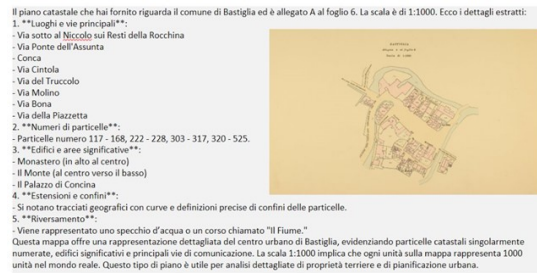 Il piano catastale che hai fornito riguarda il comune di Bastiglia ed è allegato A al foglio 6. La scala è di 1:1000. Ecco i dettagli estratti:
1. **Luoghi e vie principali**:
- Via sotto al Niccolo sui Resti della Rocchina
- Via Ponte dell'Assunta
- Conca
- Via Cintola
- Via del Truccolo
- Via Molino
- Via Bona
- Via della Piazzetta
2. **Numeri di particelle**:
- Particelle numero 117 - 168, 222 - 228, 303 - 317, 320 - 525.
3. **Edifici e aree significative**:
- Monastero (in alto al centro)
- Il Monte (al centro verso il basso)
- Il Palazzo di Concina
4. **Estensioni e confini**:
- Si notano tracciati geografici con curve e definizioni precise di confini delle particelle.
5. **Riversamento**:
- Viene rappresentato uno specchio d'acqua o un corso chiamato "Il Fiume."
Questa mappa offre una rappresentazione dettagliata del centro urbano di Bastiglia, evidenziando particelle catastali singolarmente
numerate, edifici significativi e principali vie di comunicazione. La scala 1:1000 implica che ogni unità sulla mappa rappresenta 1000
unità nel mondo reale. Questo tipo di piano è utile per analisi dettagliate di proprietà terriere e di pianificazione urbana.